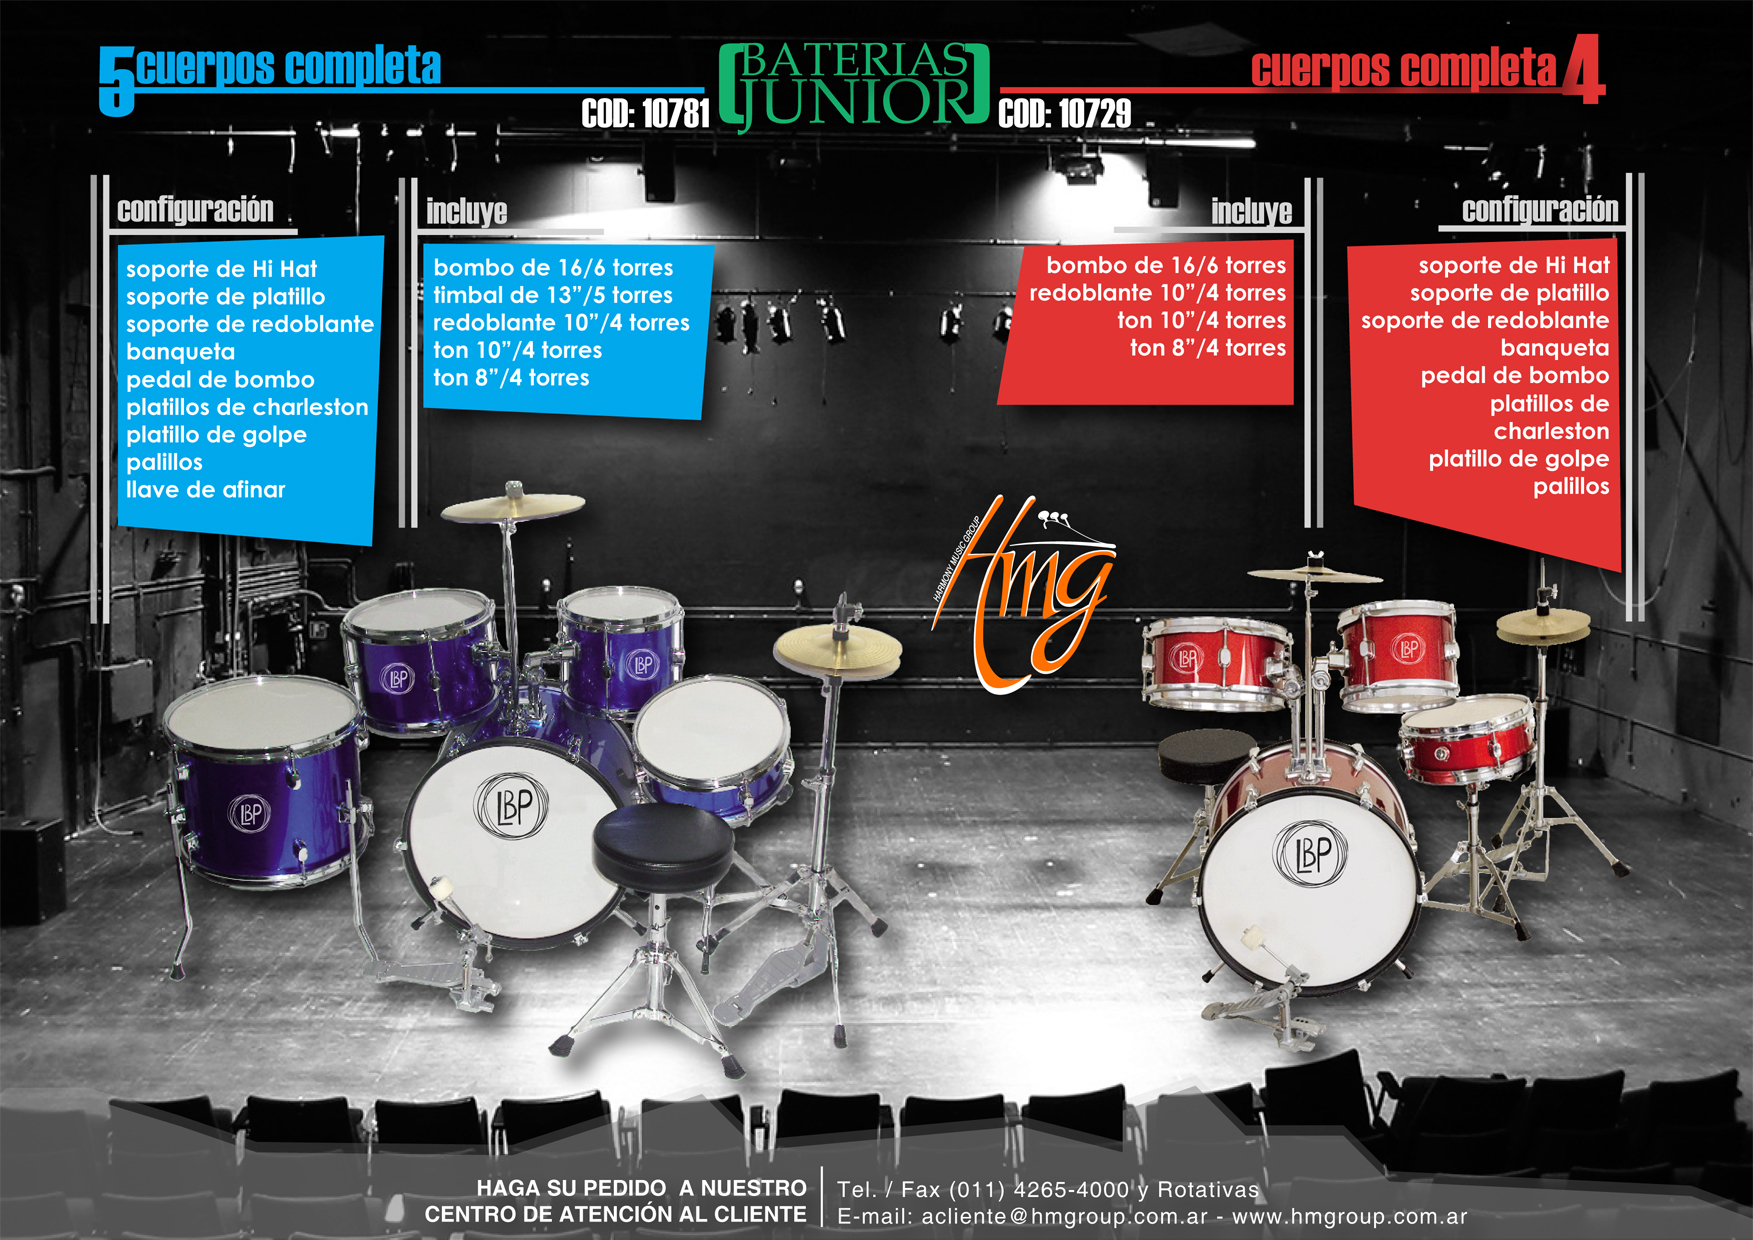 5 cuerpos completa
COD: 10781
BATERIAS
JUNIOR
cuerpos completa 4
COD: 10729
configuración
soporte de Hi Hat
soporte de platillo
soporte de redoblante
banqueta
pedal de bombo
platillos de charleston
platillo de golpe
palillos
llave de afinar
incluye
bombo de 16/6 torres
timbal de 13”/5 torres
redoblante 10”/4 torres
ton 10”/4 torres
ton 8”/4 torres
incluye
bombo de 16/6 torres
redoblante 10”/4 torres
ton 10”/4 torres
ton 8”/4 torres
configuración
soporte de Hi Hat
soporte de platillo
soporte de redoblante
banqueta
pedal de bombo
platillos de
charleston
platillo de golpe
palillos
HARMONY MUSIC GROUP
Hmg
LBP
LBP
LBP
LBP
LBP
LBP
LBP
HAGA SU PEDIDO A NUESTRO
CENTRO DE ATENCIÓN AL CLIENTE
Tel. / Fax (011) 4265-4000 y Rotativas
E-mail: acliente@hmgroup.com.ar - www.hmgroup.com.ar